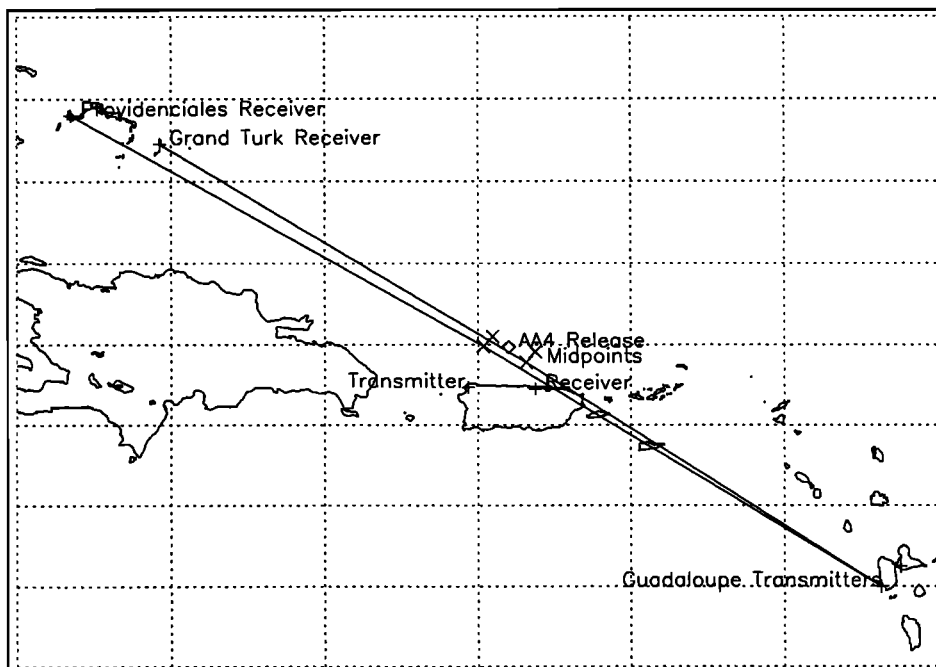 Providenciales Receiver
Grand Turk Receiver
AA4 Release
Midpoints
Transmitter Receiver
Guadaloupe Transmitters